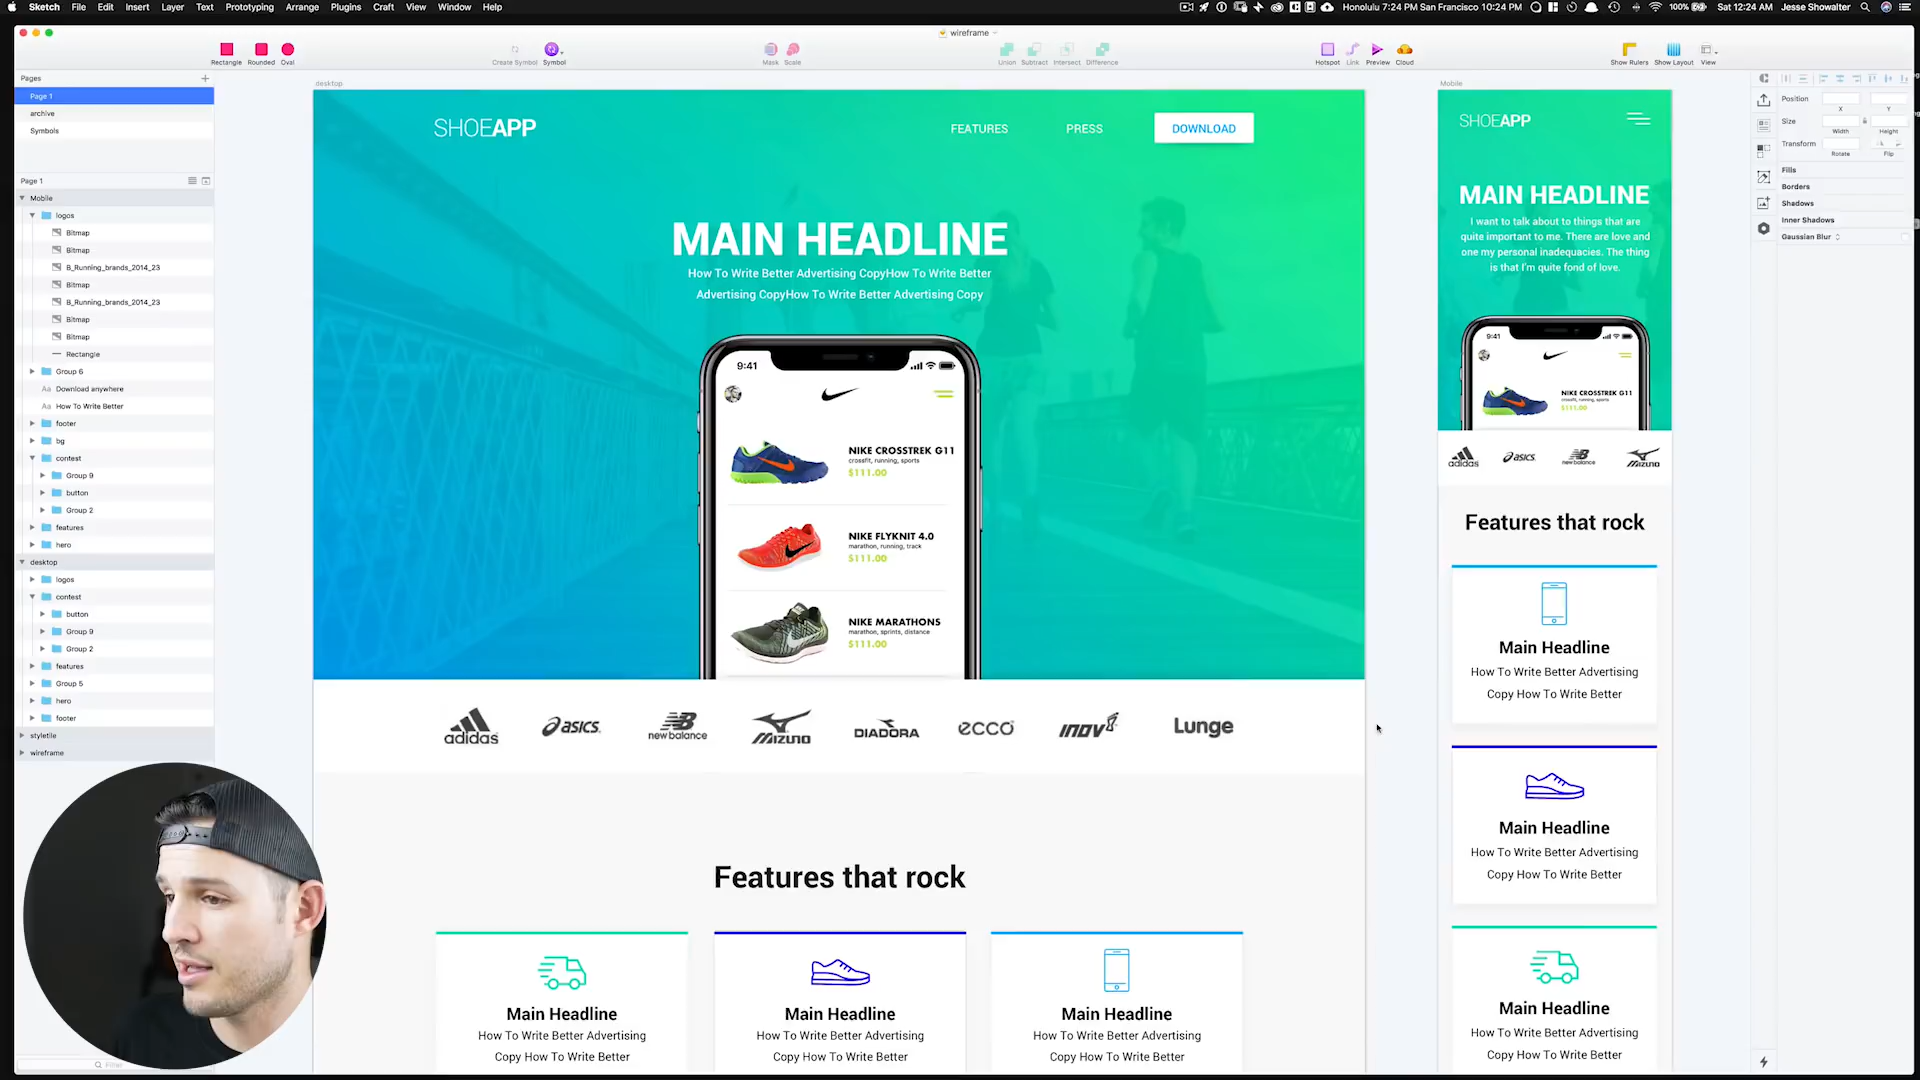 Sketch File Edit Insert Layer Text Prototyping Arrange Plugins Craft View Window Help
Honolulu 7:24 PM San Francisco 10:24 PM
100%
Sat 12:24 AM Jesse Showalter
wireframe
Rectangle Rounded Oval
Create Symbol Symbol
Mask Scale
Union Subtract Intersect Difference
Hotspot Link Preview Cloud
Show Rulers Show Layout View
Pages
Page 1
archive
Symbols
Page 1
Mobile
logos
Bitmap
Bitmap
B_Running_brands_2014_23
Bitmap
B_Running_brands_2014_23
Bitmap
Bitmap
Rectangle
Group 6
Download anywhere
How To Write Better
footer
bg
contest
Group 9
button
Group 2
features
hero
desktop
logos
contest
button
Group 9
Group 2
features
Group 5
hero
footer
styletile
wireframe
Filter
desktop
SHOEAPP
FEATURES PRESS DOWNLOAD
MAIN HEADLINE
How To Write Better Advertising CopyHow To Write Better
Advertising CopyHow To Write Better Advertising Copy
9:41
NIKE CROSSTREK G11
crossfit, running, sports
$111.00
NIKE FLYKNIT 4.0
marathon, running, track
$111.00
NIKE MARATHONS
marathon, sprints, distance
$111.00
adidas asics new balance MIZUNO DIADORA ecco INOV8 Lunge
Features that rock
Main Headline
How To Write Better Advertising
Copy How To Write Better
Main Headline
How To Write Better Advertising
Copy How To Write Better
Main Headline
How To Write Better Advertising
Copy How To Write Better
Mobile
SHOEAPP
MAIN HEADLINE
I want to talk about to things that are
quite important to me. There are love and
one my personal inadequacies. The thing
is that I'm quite fond of love.
9:41
NIKE CROSSTREK G11
crossfit, running, sports
$111.00
adidas asics new balance MIZUNO
Features that rock
Main Headline
How To Write Better Advertising
Copy How To Write Better
Main Headline
How To Write Better Advertising
Copy How To Write Better
Main Headline
How To Write Better Advertising
Copy How To Write Better
Position
X Y
Size
Width Height
Transform
Rotate Flip
Fills
Borders
Shadows
Inner Shadows
Gaussian Blur